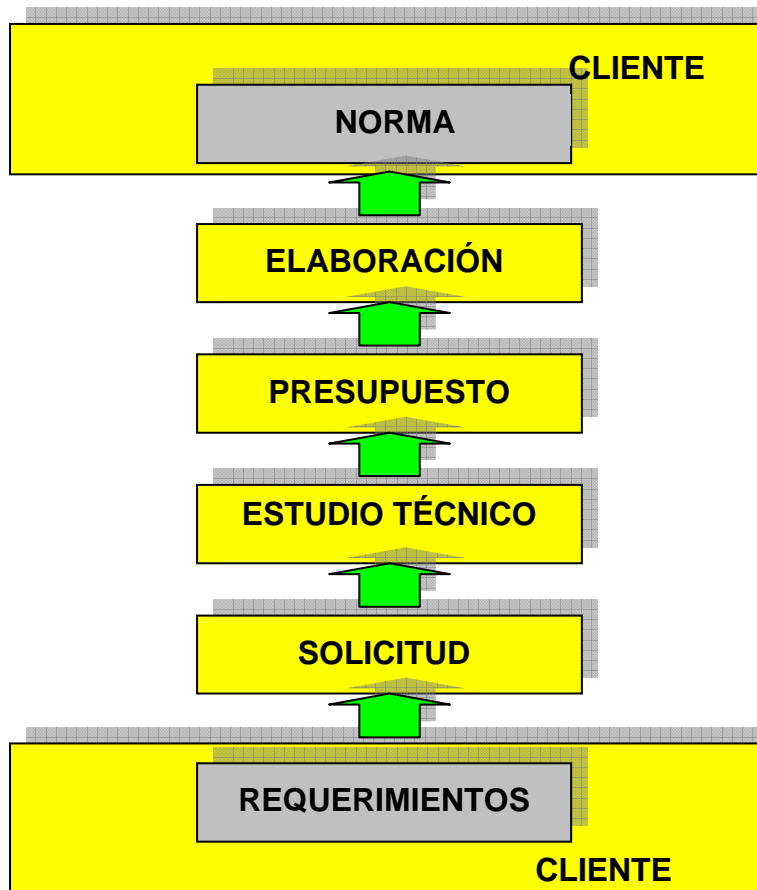 CLIENTE
NORMA
ELABORACIÓN
PRESUPUESTO
ESTUDIO TÉCNICO
SOLICITUD
REQUERIMIENTOS
CLIENTE